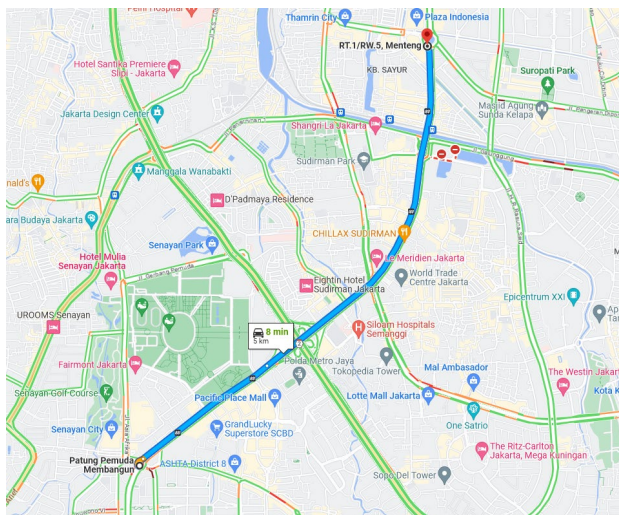 Pelni Hospital
Thamrin City
Plaza Indonesia
RT.1/RW.5, Menteng
KB. SAYUR
Hotel Santika Premiere
Slipi - Jakarta
Suropati Park
Jakarta Design Center
Masjid Agung
Sunda Kelapa
Shangri-La Jakarta
Sudirman Park
Manggala Wanabakti
nald's
D'Padmaya Residence
ara Budaya Jakarta
CHILLAX SUDIRMAN
Senayan Park
Hotel Mulia
Senayan Jakarta
Le Meridien Jakarta
World Trade
Centre Jakarta
Eightin Hotel
Sudirman Jakarta
Epicentrum XXI
UROOMS Senayan
8 min
5 km
Siloam Hospitals
Semanggi
Polda Metro Jaya
Tokopedia Tower
Fairmont Jakarta
Mal Ambasador
The Westin Jakarta
Senayan Golf Course
Pacific Place Mall
Lotte Mall Jakarta
Kota K
GrandLucky
Superstore SCBD
One Satrio
Senayan City
The Ritz-Carlton
Jakarta, Mega Kuningan
Patung Pemuda
Membangun
ASHTA District 8
Sopo Del Tower